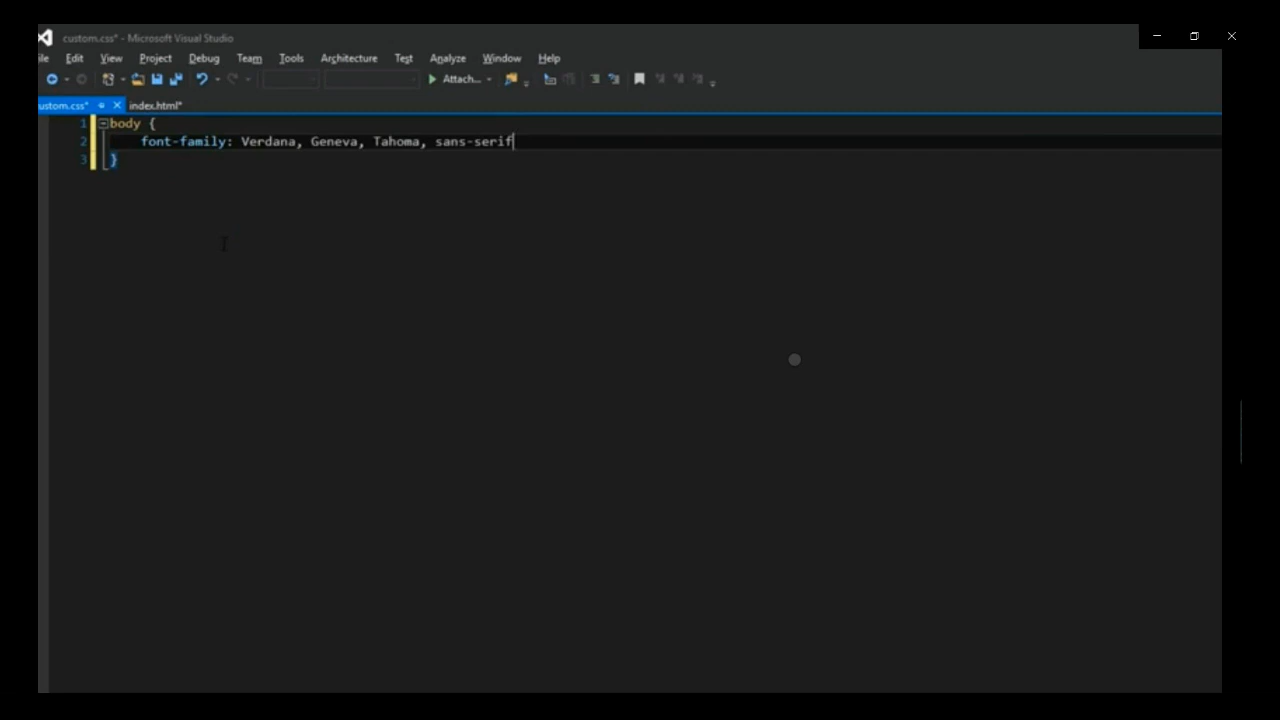 custom.css* - Microsoft Visual Studio
ile Edit View Project Debug Team Tools Architecture Test Analyze Window Help
Attach...
ustom.css* index.html*
1 body {
2 font-family: Verdana, Geneva, Tahoma, sans-serif
3 }